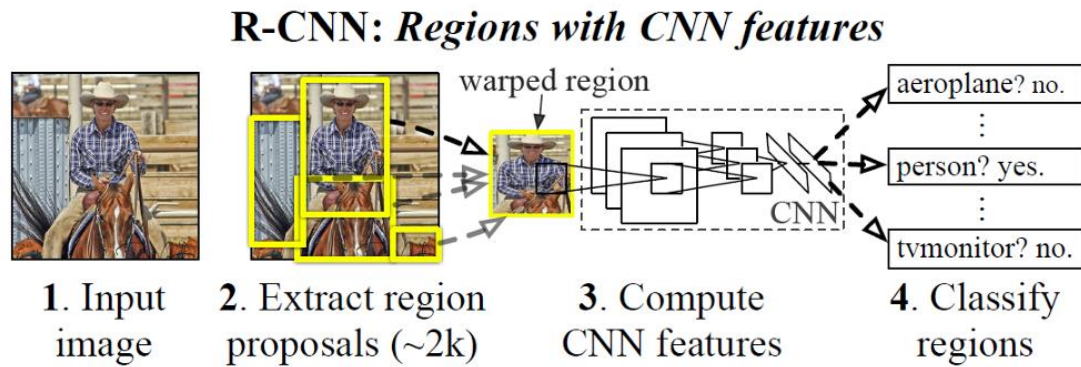 R-CNN: Regions with CNN features
warped region
aeroplane? no.
person? yes.
CNN
tvmonitor? no.
1. Input
image
2. Extract region
proposals (~2k)
3. Compute
CNN features
4. Classify
regions